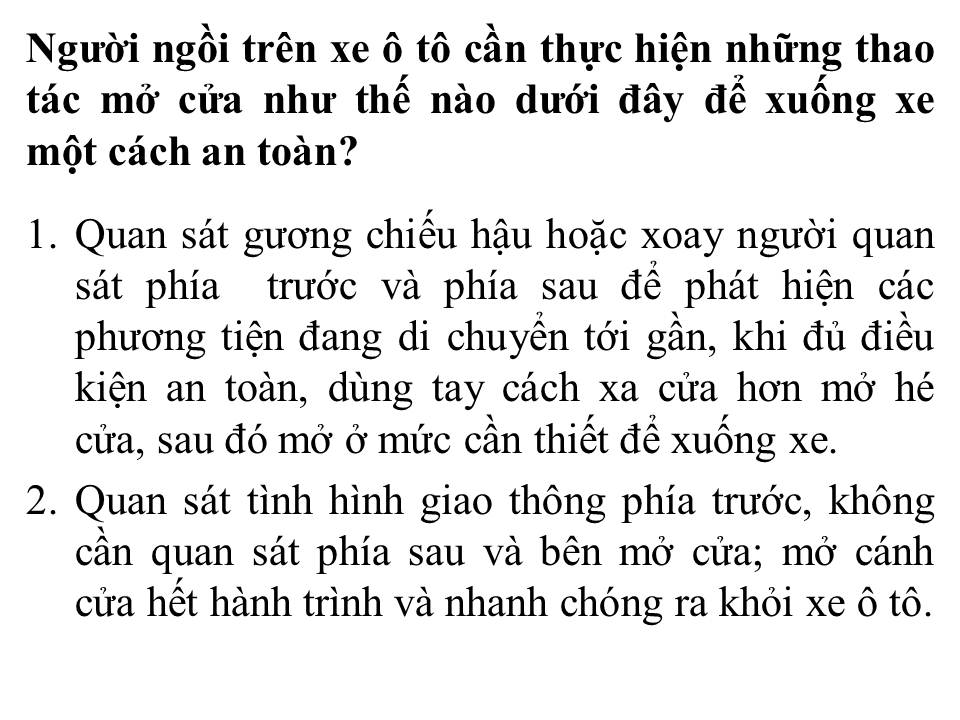 Người ngồi trên xe ô tô cần thực hiện những thao
tác mở cửa như thế nào dưới đây để xuống xe
một cách an toàn?
1. Quan sát gương chiếu hậu hoặc xoay người quan
sát phía trước và phía sau để phát hiện các
phương tiện đang di chuyển tới gần, khi đủ điều
kiện an toàn, dùng tay cách xa cửa hơn mở hé
cửa, sau đó mở ở mức cần thiết để xuống xe.
2. Quan sát tình hình giao thông phía trước, không
cần quan sát phía sau và bên mở cửa; mở cánh
cửa hết hành trình và nhanh chóng ra khỏi xe ô tô.